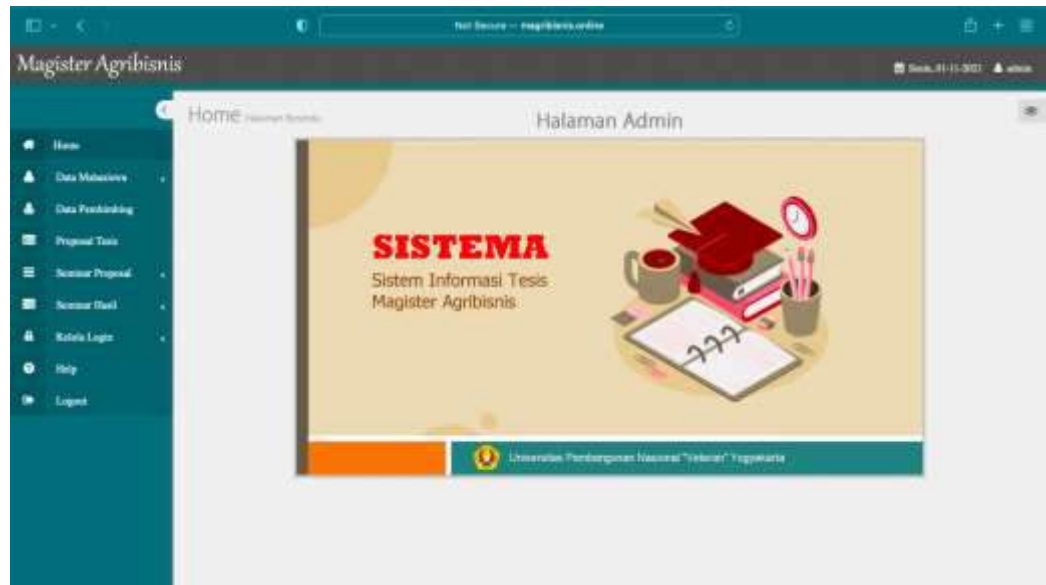 Not Secure — magribisnis.online
Magister Agribisnis
admin
Home
Halaman Admin
Home
Data Mahasiswa
Data Pembimbing
Proposal Tesis
Seminar Proposal
Seminar Hasil
Kelola Login
Help
Logout
SISTEMA
Sistem Informasi Tesis
Magister Agribisnis
Universitas Pembangunan Nasional "Veteran" Yogyakarta